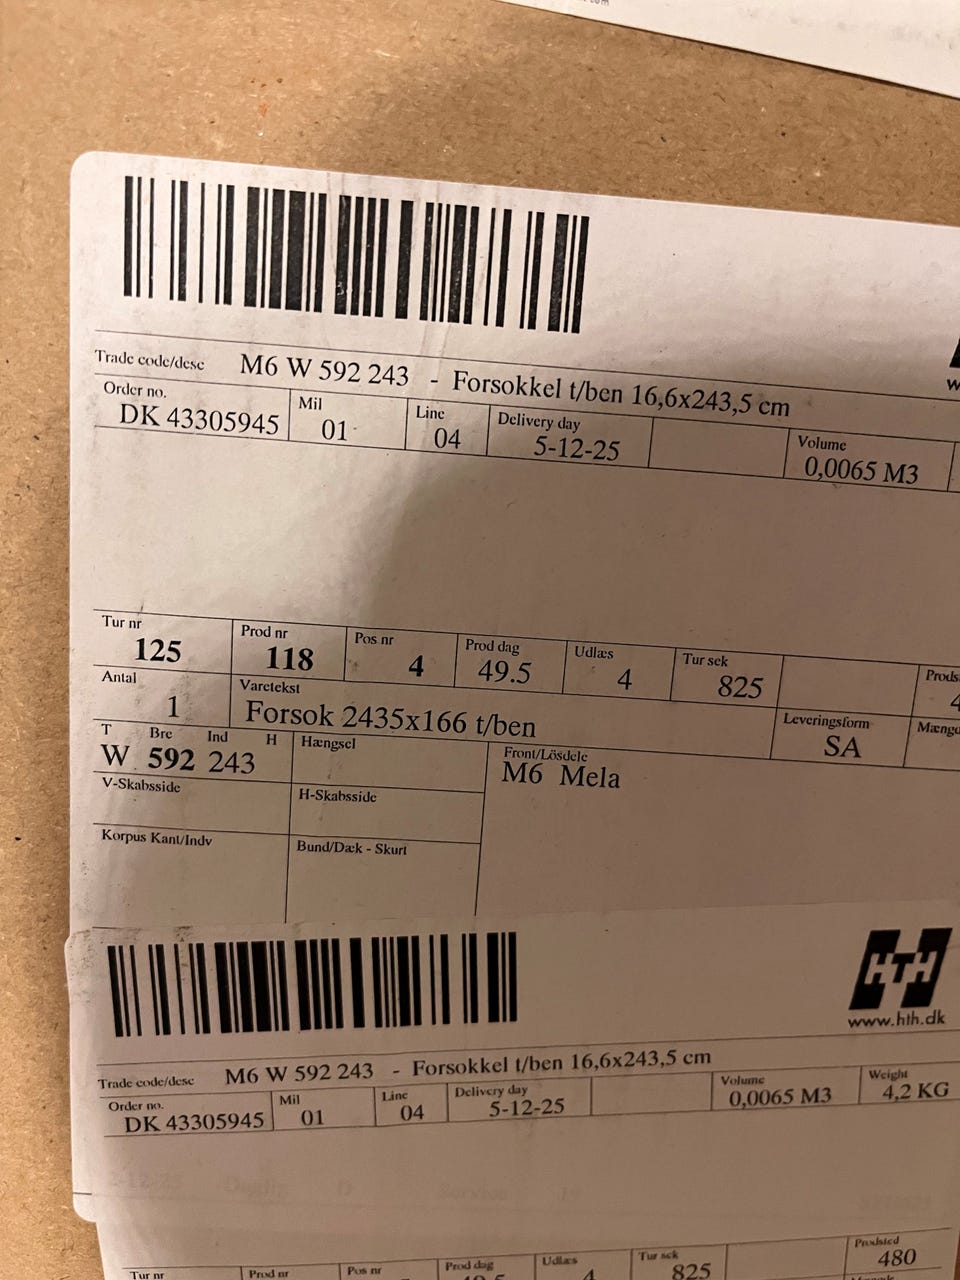 Trade code/desc M6 W 592 243 - Forsokkel t/ben 16,6x243,5 cm
Order no. Mil Line Delivery day Volume
DK 43305945 01 04 5-12-25 0,0065 M3
Tur nr Prod nr Pos nr Prod dag Udlæs Tur sek
125 118 4 49.5 4 825
Antal Varetekst Leveringsform
1 Forsok 2435x166 t/ben SA
T Bre Ind H Hængsel Front/Lösdele
W 592 243 M6 Mela
V-Skabsside H-Skabsside
Korpus Kant/Indv Bund/Dæk - Skurt
HTH
www.hth.dk
Trade code/desc M6 W 592 243 - Forsokkel t/ben 16,6x243,5 cm
Order no. Mil Line Delivery day Volume Weight
DK 43305945 01 04 5-12-25 0,0065 M3 4,2 KG
Tur nr Prod nr Pos nr Prod dag Udlæs Tur sek Prodsted
49.5 4 825 480